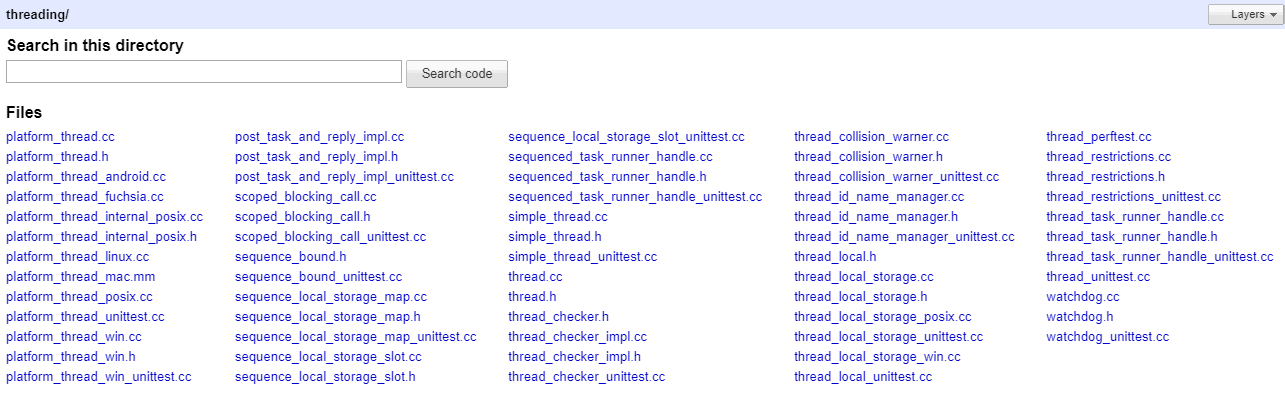 threading/
Layers
Search in this directory
Search code
Files
platform_thread.cc
platform_thread.h
platform_thread_android.cc
platform_thread_fuchsia.cc
platform_thread_internal_posix.cc
platform_thread_internal_posix.h
platform_thread_linux.cc
platform_thread_mac.mm
platform_thread_posix.cc
platform_thread_unittest.cc
platform_thread_win.cc
platform_thread_win.h
platform_thread_win_unittest.cc
post_task_and_reply_impl.cc
post_task_and_reply_impl.h
post_task_and_reply_impl_unittest.cc
scoped_blocking_call.cc
scoped_blocking_call.h
scoped_blocking_call_unittest.cc
sequence_bound.h
sequence_bound_unittest.cc
sequence_local_storage_map.cc
sequence_local_storage_map.h
sequence_local_storage_map_unittest.cc
sequence_local_storage_slot.cc
sequence_local_storage_slot.h
sequence_local_storage_slot_unittest.cc
sequenced_task_runner_handle.cc
sequenced_task_runner_handle.h
sequenced_task_runner_handle_unittest.cc
simple_thread.cc
simple_thread.h
simple_thread_unittest.cc
thread.cc
thread.h
thread_checker.h
thread_checker_impl.cc
thread_checker_impl.h
thread_checker_unittest.cc
thread_collision_warner.cc
thread_collision_warner.h
thread_collision_warner_unittest.cc
thread_id_name_manager.cc
thread_id_name_manager.h
thread_id_name_manager_unittest.cc
thread_local.h
thread_local_storage.cc
thread_local_storage.h
thread_local_storage_posix.cc
thread_local_storage_unittest.cc
thread_local_storage_win.cc
thread_local_unittest.cc
thread_perftest.cc
thread_restrictions.cc
thread_restrictions.h
thread_restrictions_unittest.cc
thread_task_runner_handle.cc
thread_task_runner_handle.h
thread_task_runner_handle_unittest.cc
thread_unittest.cc
watchdog.cc
watchdog.h
watchdog_unittest.cc